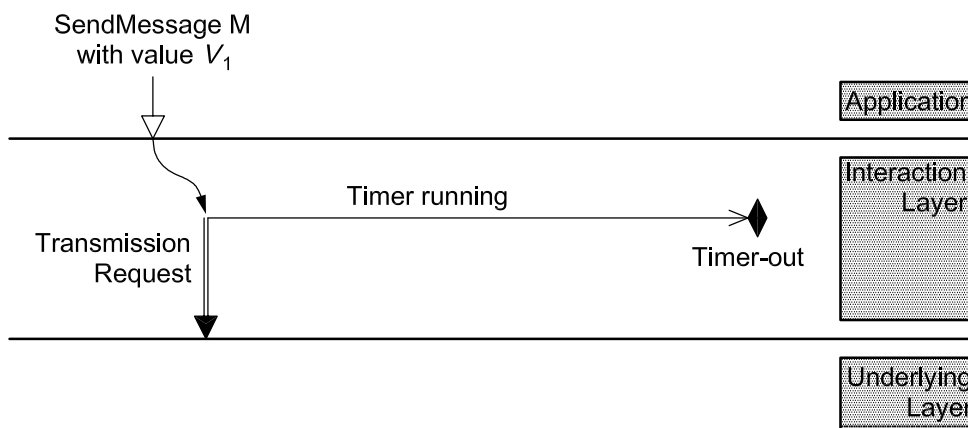 SendMessage M
with value V1
Application
Interaction
Layer
Timer running
Transmission
Request
Timer-out
Underlying
Layer